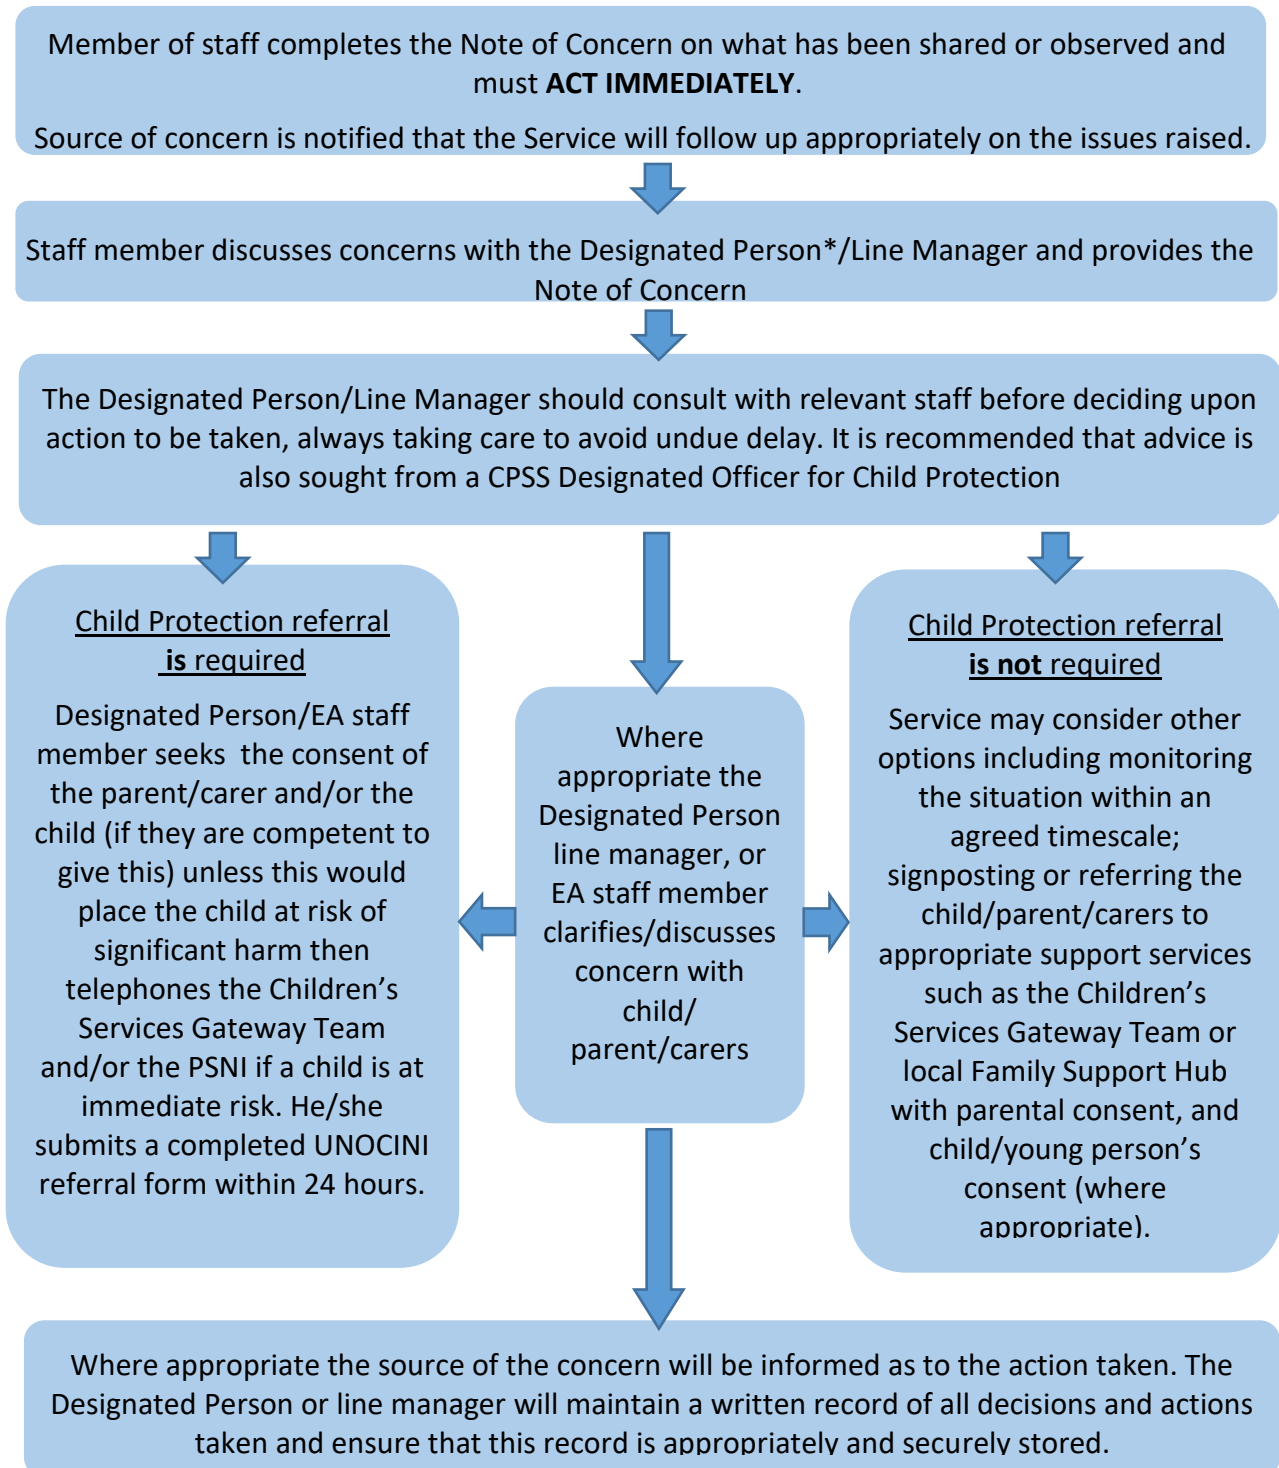 Member of staff completes the Note of Concern on what has been shared or observed and
must ACT IMMEDIATELY.
Source of concern is notified that the Service will follow up appropriately on the issues raised.
Staff member discusses concerns with the Designated Person*/Line Manager and provides the
Note of Concern
The Designated Person/Line Manager should consult with relevant staff before deciding upon
action to be taken, always taking care to avoid undue delay. It is recommended that advice is
also sought from a CPSS Designated Officer for Child Protection
Child Protection referral
is required
Designated Person/EA staff
member seeks  the consent of
the parent/carer and/or the
child (if they are competent to
give this) unless this would
place the child at risk of
significant harm then
telephones the Children’s
Services Gateway Team
and/or the PSNI if a child is at
immediate risk. He/she
submits a completed UNOCINI
referral form within 24 hours.
Where
appropriate the
Designated Person
line manager, or
EA staff member
clarifies/discusses
concern with
child/
parent/carers
Child Protection referral
is not required
Service may consider other
options including monitoring
the situation within an
agreed timescale;
signposting or referring the
child/parent/carers to
appropriate support services
such as the Children’s
Services Gateway Team or
local Family Support Hub
with parental consent, and
child/young person’s
consent (where
appropriate).
Where appropriate the source of the concern will be informed as to the action taken. The
Designated Person or line manager will maintain a written record of all decisions and actions
taken and ensure that this record is appropriately and securely stored.